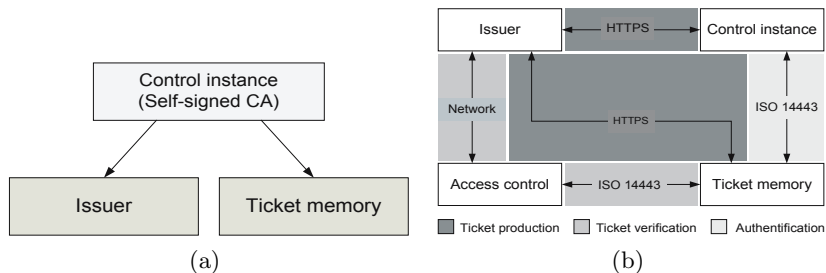 Control instance
(Self-signed CA)
Issuer
Ticket memory
(a)
Issuer
HTTPS
Control instance
Network
HTTPS
ISO 14443
Access control
ISO 14443
Ticket memory
Ticket production
Ticket verification
Authentification
(b)